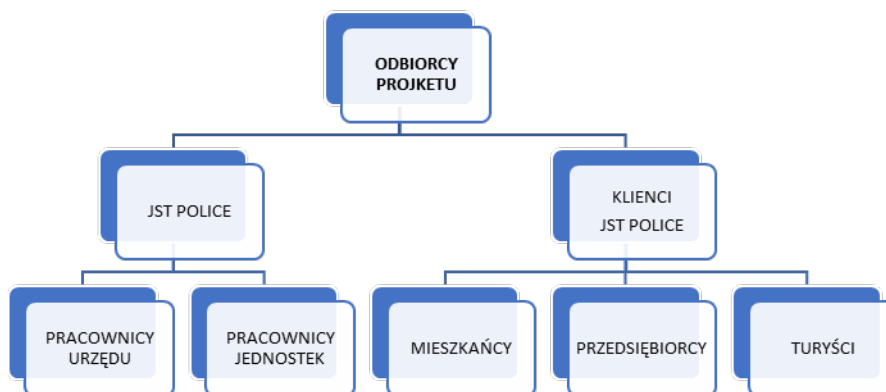 ODBIORCY
PROJKETU
JST POLICE
KLIENCI
JST POLICE
PRACOWNICY
URZĘDU
PRACOWNICY
JEDNOSTEK
MIESZKAŃCY
PRZEDSIĘBIORCY
TURYŚCI